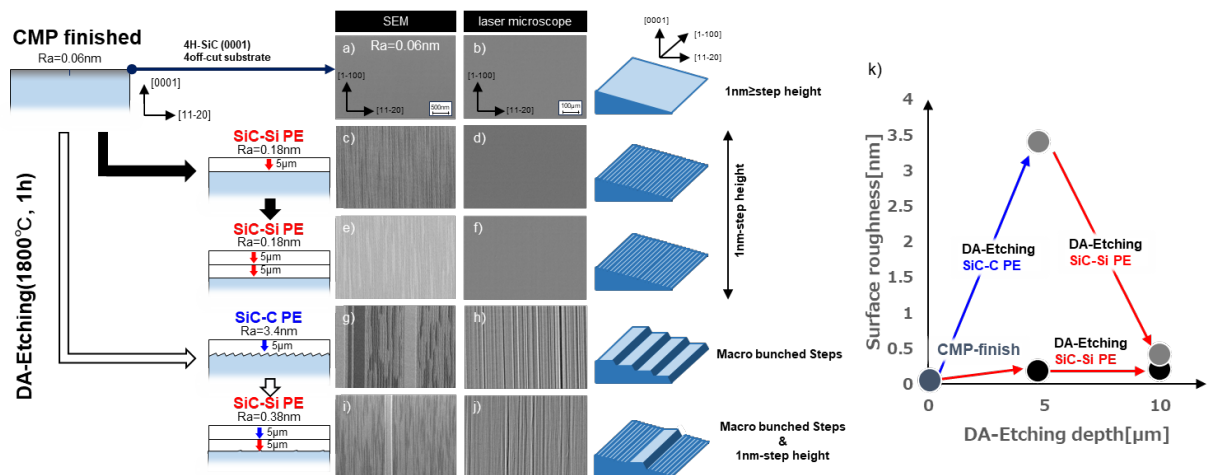 SEM
laser microscope
CMP finished
Ra=0.06nm
4H-SiC (0001)
4off-cut substrate
[0001]
[11-20]
a) Ra=0.06nm
[1-100]
[11-20]
500nm
b)
[1-100]
[11-20]
100μm
[0001]
[1-100]
[11-20]
1nm≥step height
DA-Etching(1800℃, 1h)
SiC-Si PE
Ra=0.18nm
5μm
c)
d)
SiC-Si PE
Ra=0.18nm
5μm
5μm
e)
f)
1nm-step height
SiC-C PE
Ra=3.4nm
5μm
g)
h)
Macro bunched Steps
SiC-Si PE
Ra=0.38nm
5μm
5μm
i)
j)
Macro bunched Steps
&
1nm-step height
k)
Surface roughness[nm]
4
3.5
3
2.5
2
1.5
1
0.5
0
DA-Etching
SiC-C PE
DA-Etching
SiC-Si PE
CMP-finish
DA-Etching
SiC-Si PE
0
5
10
DA-Etching depth[μm]